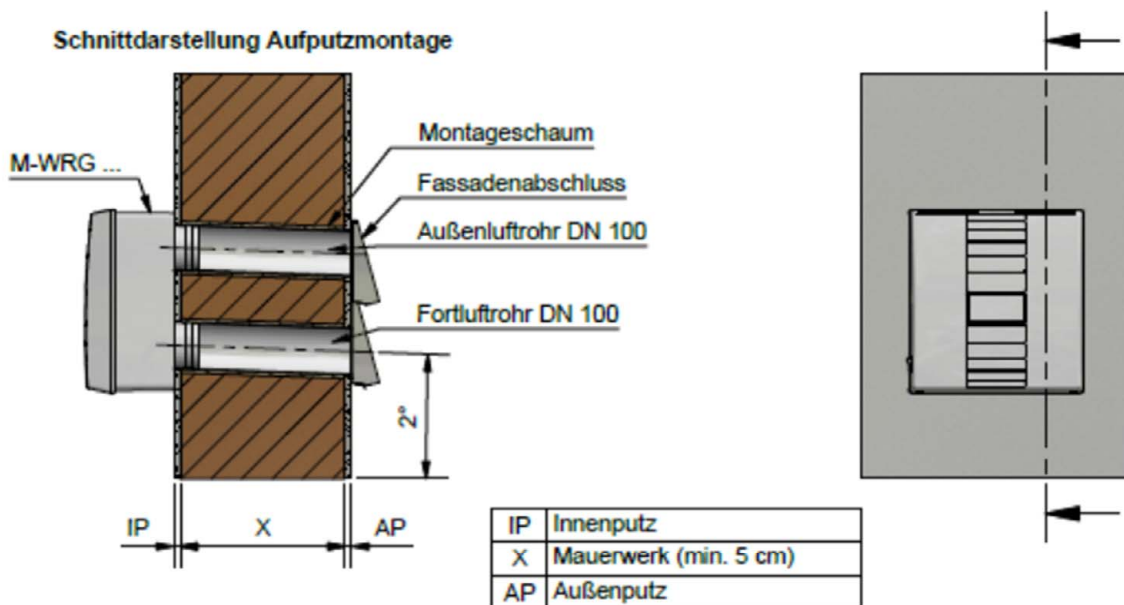 Schnittdarstellung Aufputzmontage
M-WRG ...
Montageschaum
Fassadenabschluss
Außenluftrohr DN 100
Fortluftrohr DN 100
2°
IP X AP
IP Innenputz
X Mauerwerk (min. 5 cm)
AP Außenputz